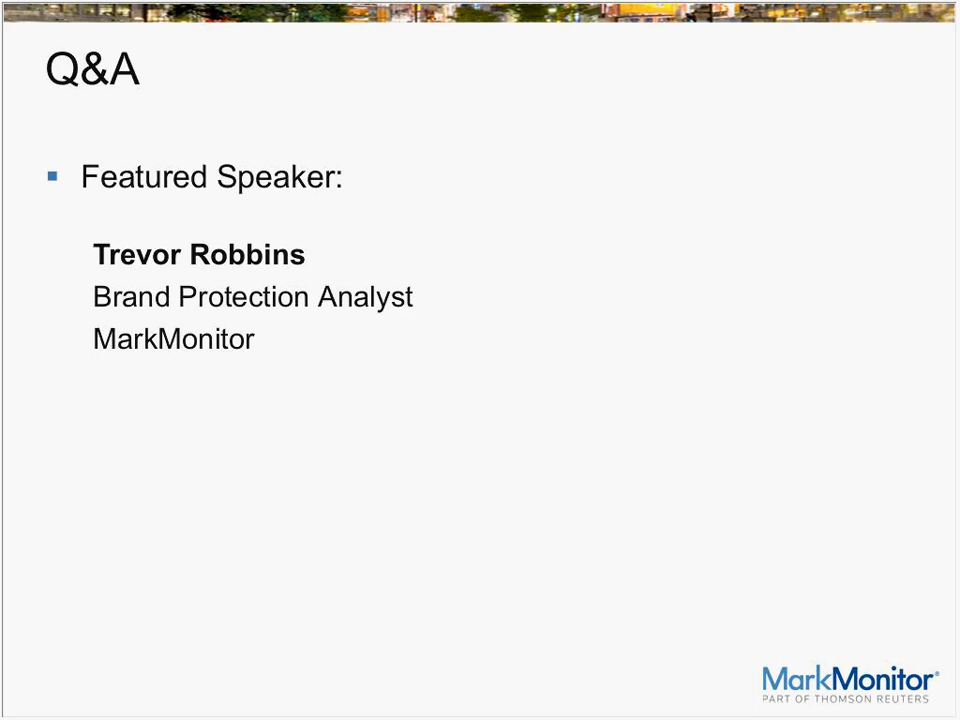 Q&A
Featured Speaker:
Trevor Robbins
Brand Protection Analyst
MarkMonitor
MarkMonitor®
PART OF THOMSON REUTERS